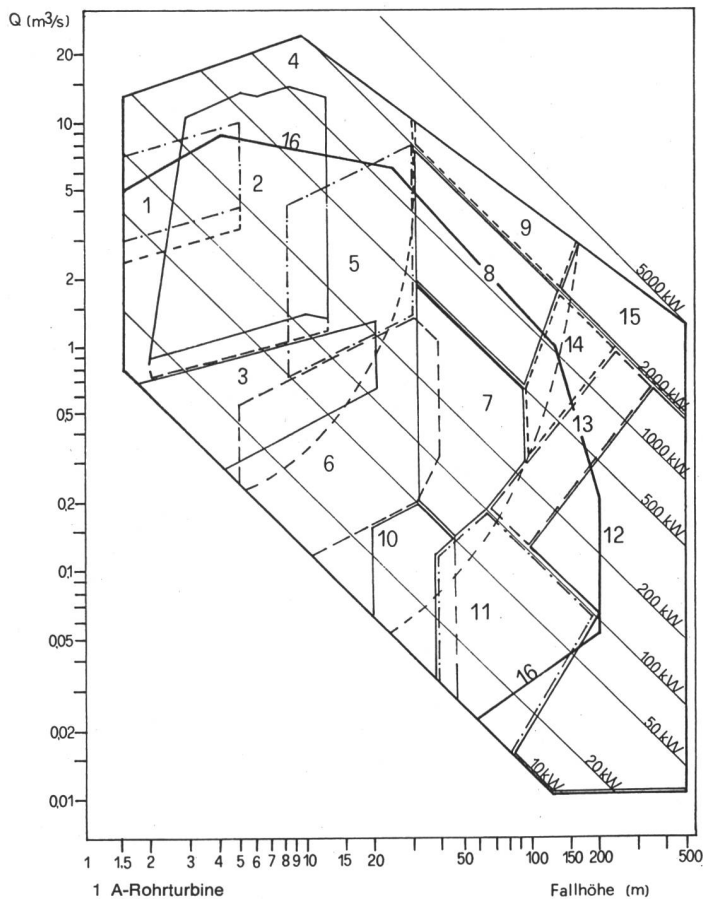 Q (m³/s)
20
10
5
2
1
0,5
0,2
0,1
0,05
0,02
0,01
4
16
2
1
5
9
8
15
5000 kW
14
3
2000 kW
7
13
1000 kW
6
500 kW
10
12
200 kW
11
100 kW
16
50 kW
20 kW
10 kW
1 1.5 2 3 4 5 6 7 8 9 10 15 20 50 100 150 200 500
1 A-Rohrturbine
Fallhöhe (m)